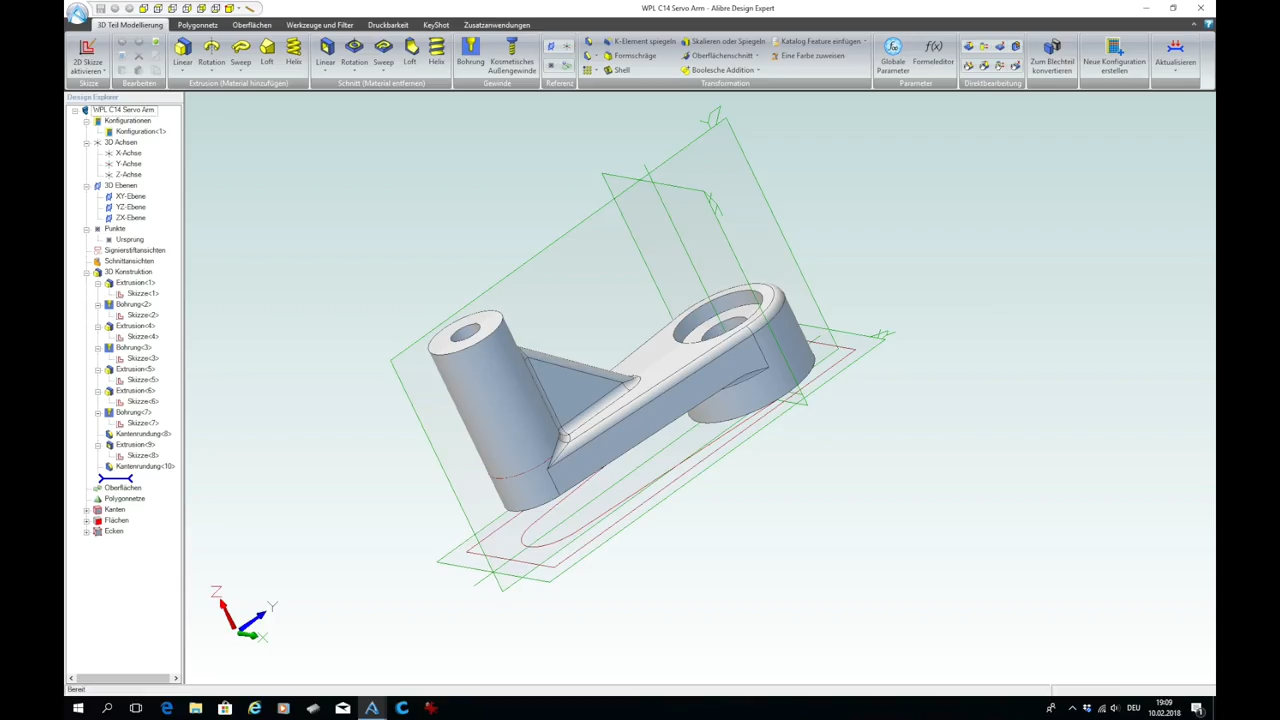 WPL C14 Servo Arm - Alibre Design Expert
3D Teil Modellierung Polygonnetz Oberflächen Werkzeuge und Filter Druckbarkeit KeyShot Zusatzanwendungen
2D Skizze aktivieren
Linear Rotation Sweep Loft Helix
Linear Rotation Sweep Loft Helix
Bohrung Kosmetisches Außengewinde
K-Element spiegeln Skalieren oder Spiegeln Katalog Feature einfügen
Formschräge Oberflächenschnitt Eine Farbe zuweisen
Shell Boolesche Addition
Globale Parameter Formeleditor
Zum Blechteil konvertieren
Neue Konfiguration erstellen
Aktualisieren
Skizze Bearbeiten Extrusion (Material hinzufügen) Schnitt (Material entfernen) Gewinde Referenz Transformation Parameter Direktbearbeitung
Design Explorer
WPL C14 Servo Arm
Konfigurationen
Konfiguration<1>
3D Achsen
X-Achse
Y-Achse
Z-Achse
3D Ebenen
XY-Ebene
YZ-Ebene
ZX-Ebene
Punkte
Ursprung
Signierstiftansichten
Schnittansichten
3D Konstruktion
Extrusion<1>
Skizze<1>
Bohrung<2>
Skizze<2>
Extrusion<4>
Skizze<4>
Bohrung<3>
Skizze<3>
Extrusion<5>
Skizze<5>
Extrusion<6>
Skizze<6>
Bohrung<7>
Skizze<7>
Kantenrundung<8>
Extrusion<9>
Skizze<8>
Kantenrundung<10>
Oberflächen
Polygonnetze
Kanten
Flächen
Ecken
Z
Y
X
Bereit
DEU
19:09
10.02.2018